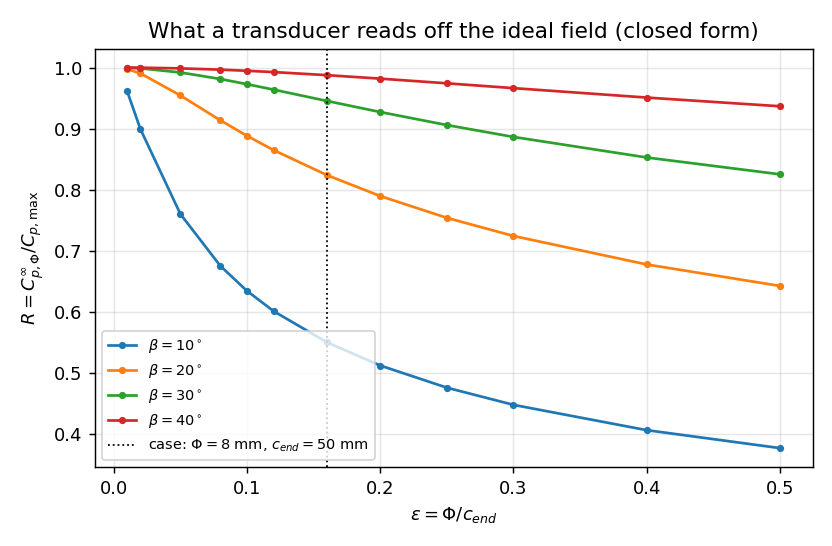 What a transducer reads off the ideal field (closed form)
R = C_{p,Φ}^{∞}/C_{p,max}
1.0
0.9
0.8
0.7
0.6
0.5
0.4
β = 10°
β = 20°
β = 30°
β = 40°
case: Φ = 8 mm, c_{end} = 50 mm
0.0 0.1 0.2 0.3 0.4 0.5
ε = Φ/c_{end}